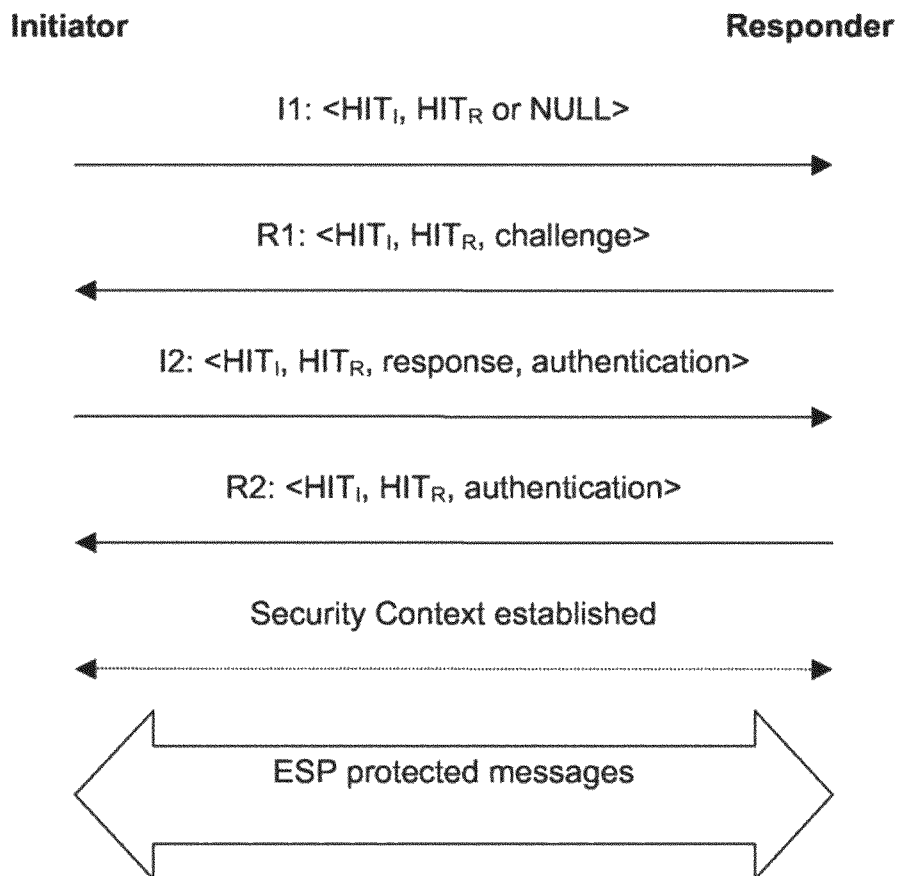 Initiator Responder
I1: <HITI, HITR or NULL>
R1: <HITI, HITR, challenge>
I2: <HITI, HITR, response, authentication>
R2: <HITI, HITR, authentication>
Security Context established
ESP protected messages